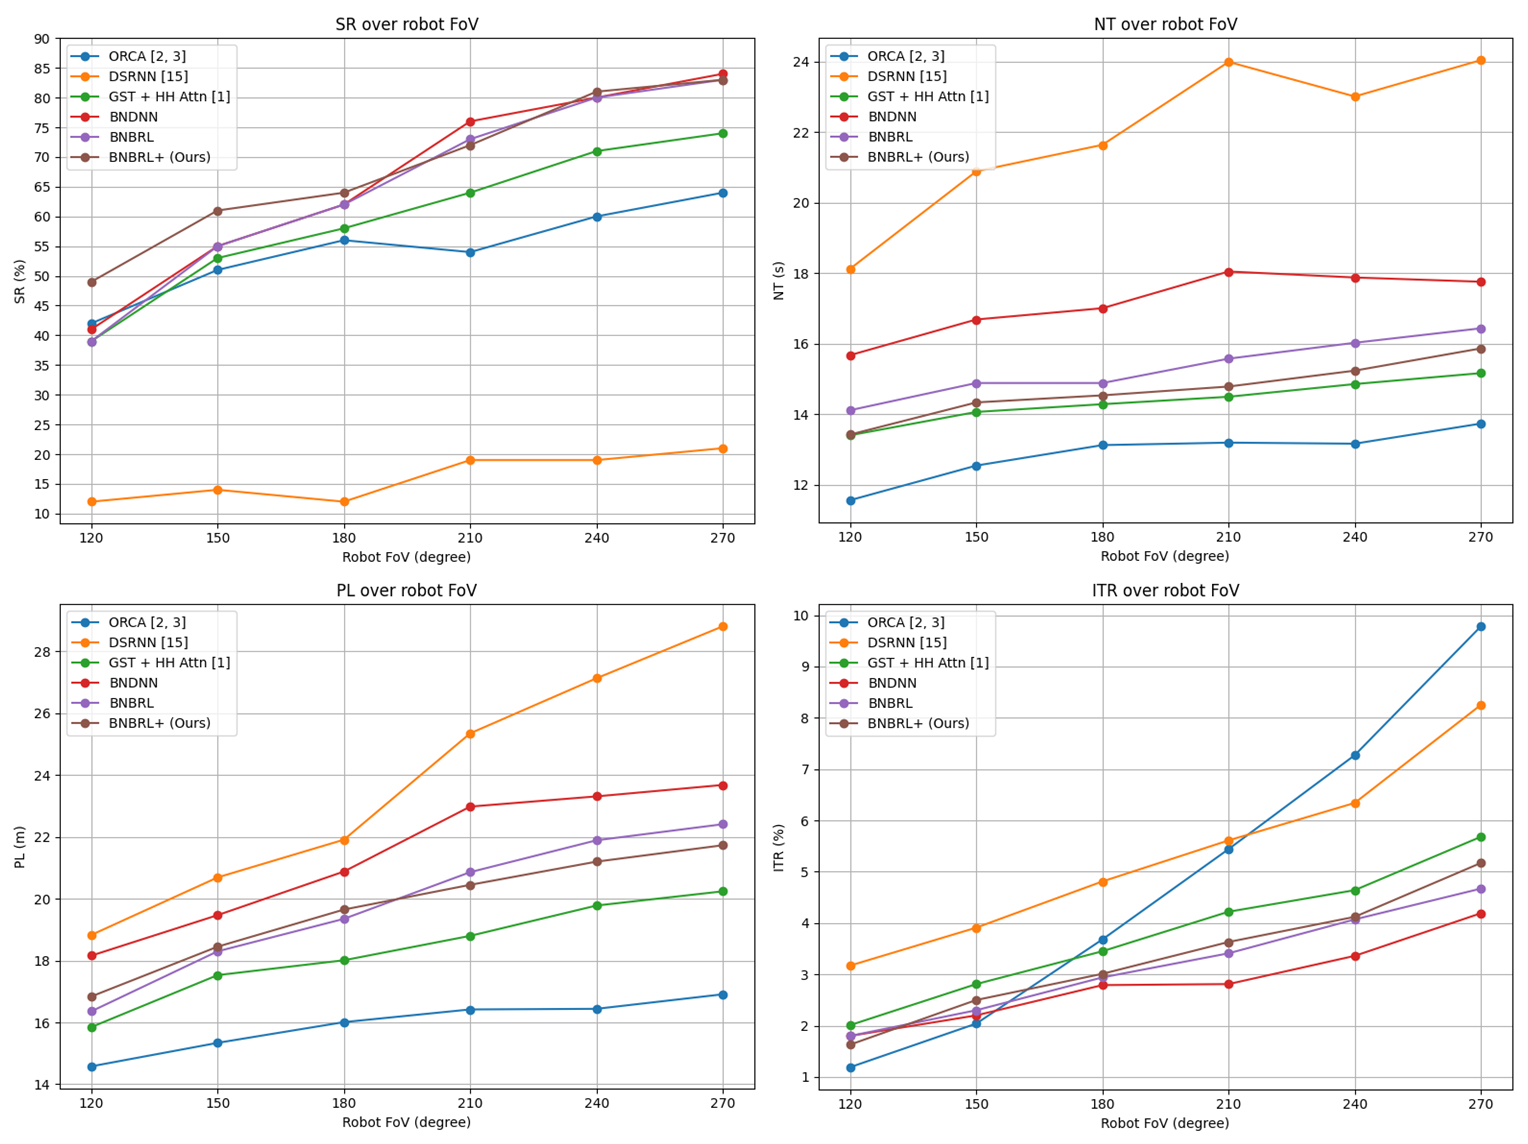 SR over robot FoV
90
85
80
75
70
65
60
55
50
45
40
35
30
25
20
15
10
SR (%)
ORCA [2, 3]
DSRNN [15]
GST + HH Attn [1]
BNDNN
BNBRL
BNBRL+ (Ours)
120 150 180 210 240 270
Robot FoV (degree)
NT over robot FoV
24
22
20
18
16
14
12
NT (s)
ORCA [2, 3]
DSRNN [15]
GST + HH Attn [1]
BNDNN
BNBRL
BNBRL+ (Ours)
120 150 180 210 240 270
Robot FoV (degree)
PL over robot FoV
28
26
24
22
20
18
16
14
PL (m)
ORCA [2, 3]
DSRNN [15]
GST + HH Attn [1]
BNDNN
BNBRL
BNBRL+ (Ours)
120 150 180 210 240 270
Robot FoV (degree)
ITR over robot FoV
10
9
8
7
6
5
4
3
2
1
ITR (%)
ORCA [2, 3]
DSRNN [15]
GST + HH Attn [1]
BNDNN
BNBRL
BNBRL+ (Ours)
120 150 180 210 240 270
Robot FoV (degree)